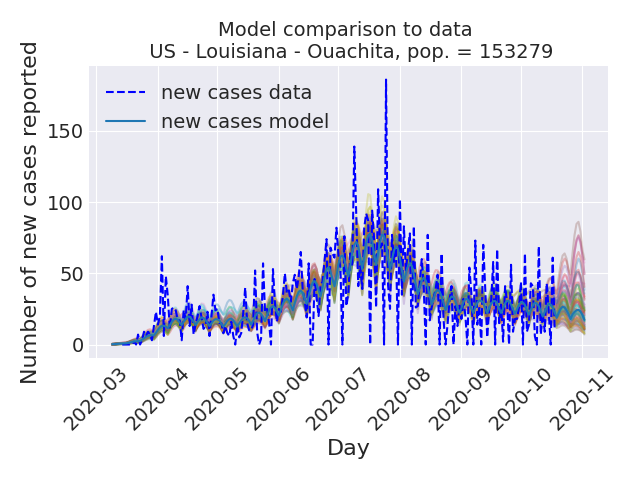 Model comparison to data
US - Louisiana - Ouachita, pop. = 153279
Number of new cases reported
new cases data
new cases model
150
100
50
0
2020-03
2020-04
2020-05
2020-06
2020-07
2020-08
2020-09
2020-10
2020-11
Day